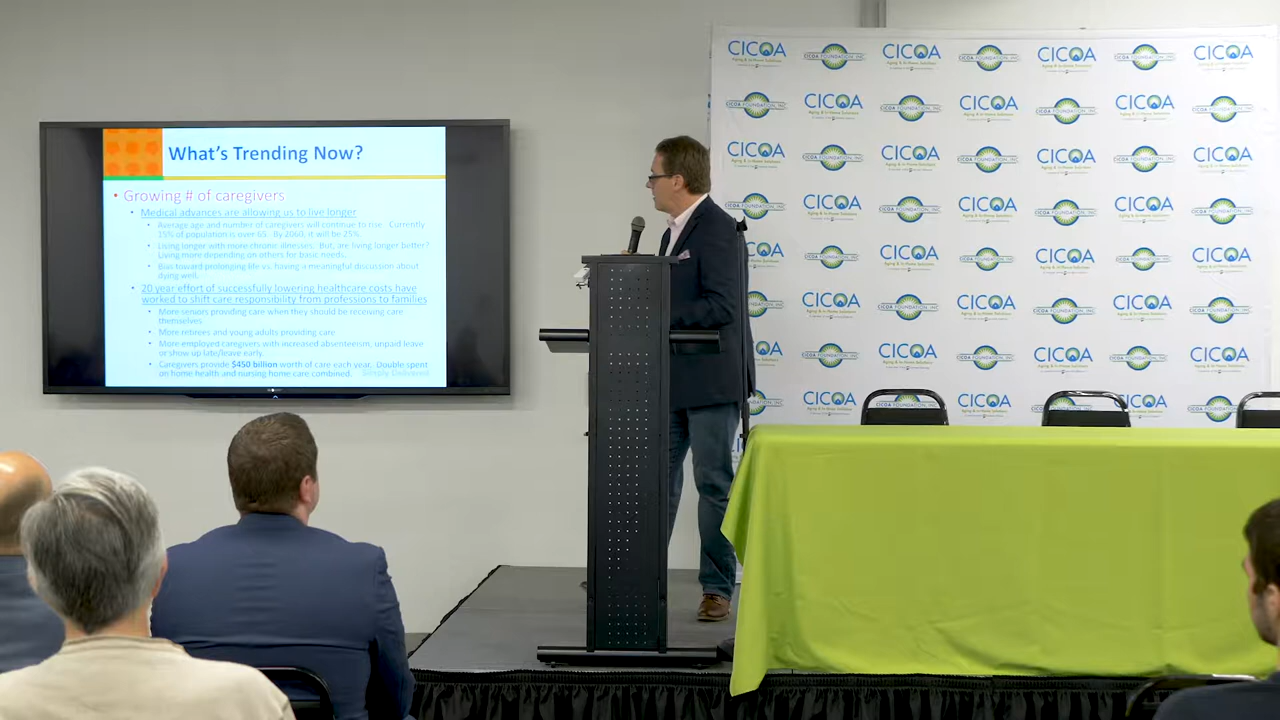 What's Trending Now?
• Growing # of caregivers
• Medical advances are allowing us to live longer
• Average age and number of caregivers will continue to rise. Currently
15% of population is over 65. By 2060, it will be 25%.
• Living longer with more chronic illnesses. But, are living longer better?
Living more depending on others for basic needs.
• Bias toward prolonging life vs. having a meaningful discussion about
dying well.
• 20 year effort of successfully lowering healthcare costs have
worked to shift care responsibility from professions to families
• More seniors providing care when they should be receiving care
themselves
• More retirees and young adults providing care
• More employed caregivers with increased absenteeism, unpaid leave
or show up late/leave early.
• Caregivers provide $450 billion worth of care each year. Double spent
on home health and nursing home care combined.
Simply Delivered
CICOA
Aging & In-Home Solutions
CICOA FOUNDATION, INC